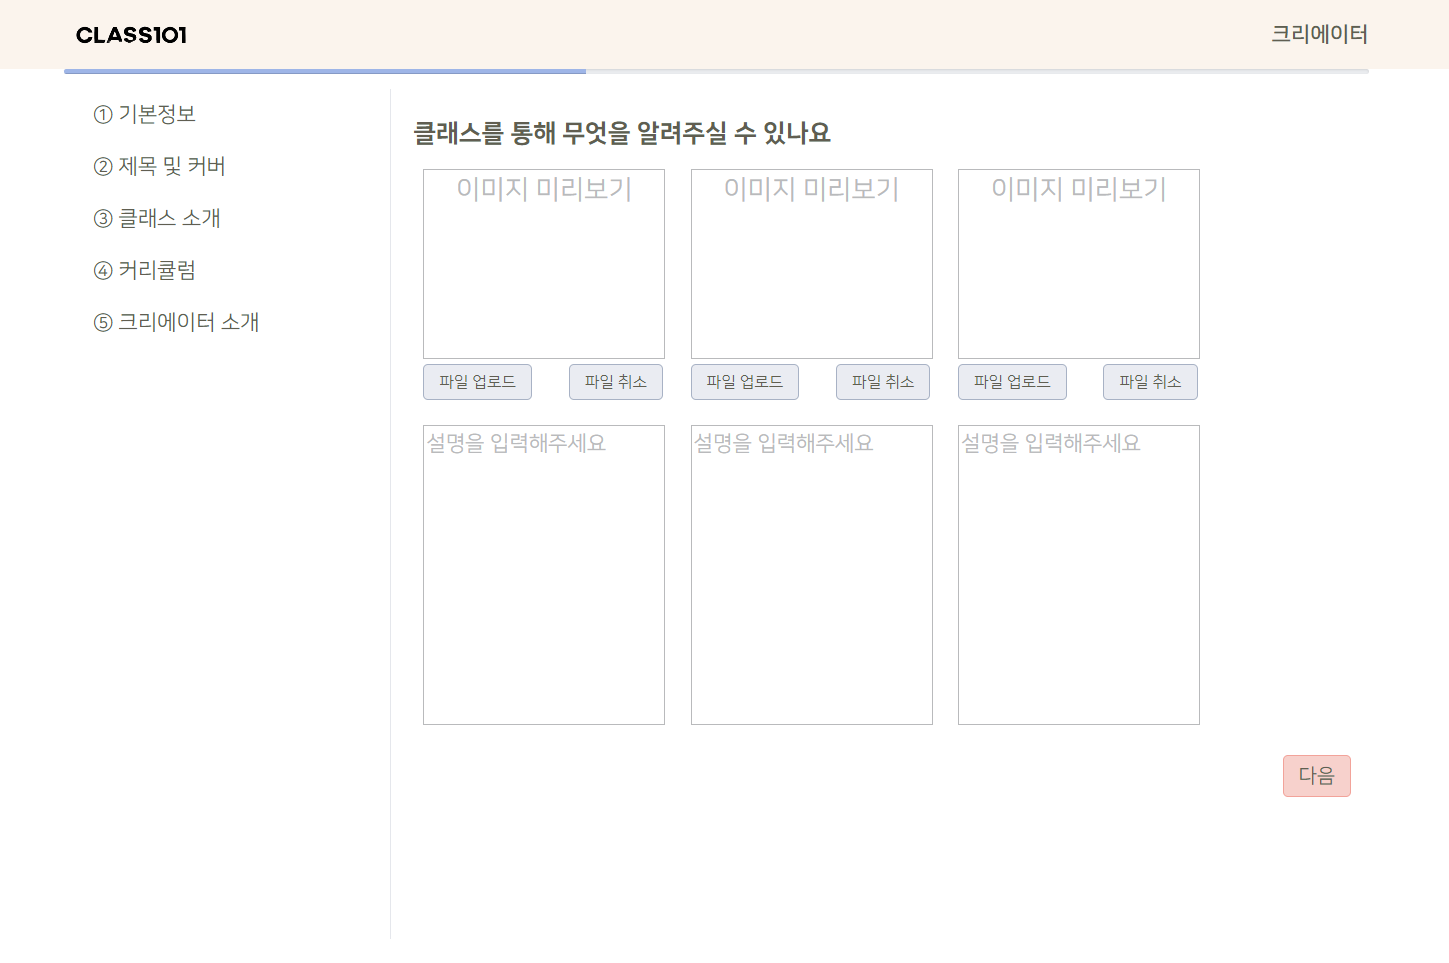 CLASS101
크리에이터
① 기본정보
② 제목 및 커버
③ 클래스 소개
④ 커리큘럼
⑤ 크리에이터 소개
클래스를 통해 무엇을 알려주실 수 있나요
이미지 미리보기 이미지 미리보기 이미지 미리보기
파일 업로드 파일 취소 파일 업로드 파일 취소 파일 업로드 파일 취소
설명을 입력해주세요 설명을 입력해주세요 설명을 입력해주세요
다음